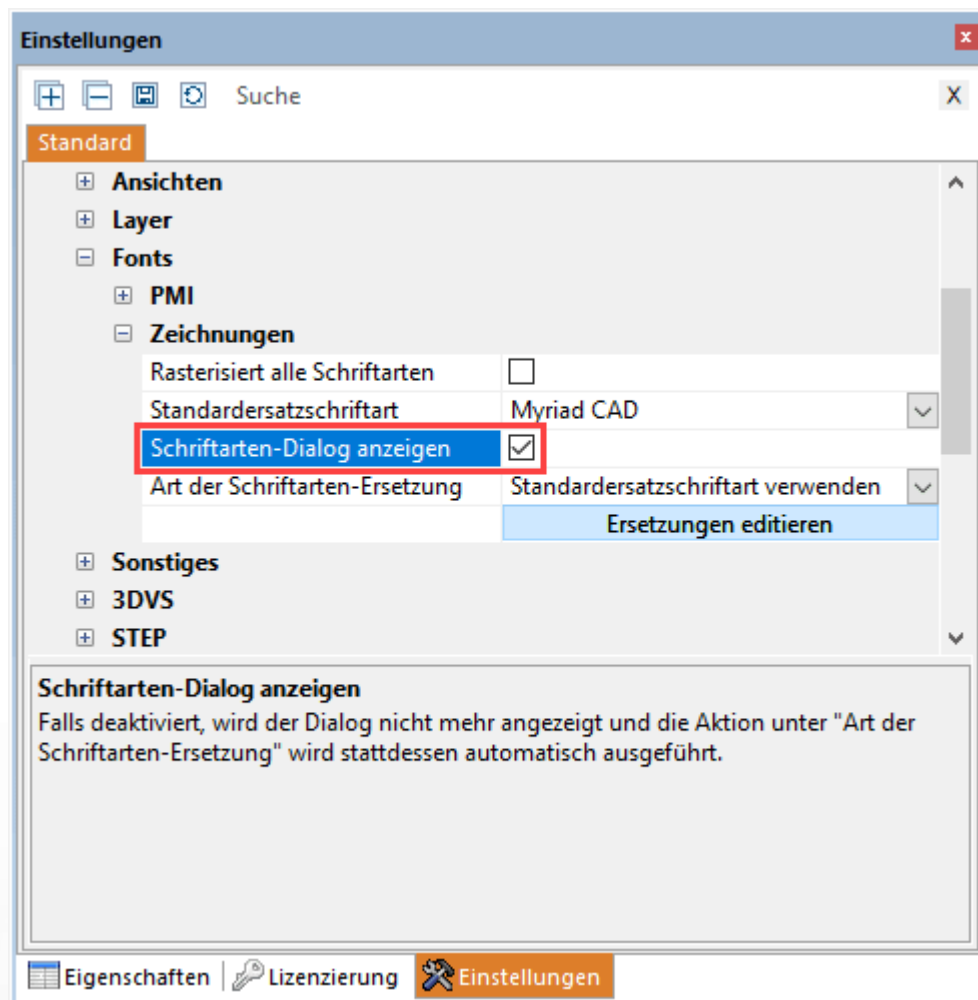 Einstellungen
Suche X
Standard
Ansichten
Layer
Fonts
PMI
Zeichnungen
Rasterisiert alle Schriftarten
Standardersatzschriftart Myriad CAD
Schriftarten-Dialog anzeigen
Art der Schriftarten-Ersetzung Standardersatzschriftart verwenden
Ersetzungen editieren
Sonstiges
3DVS
STEP
Schriftarten-Dialog anzeigen
Falls deaktiviert, wird der Dialog nicht mehr angezeigt und die Aktion unter "Art der
Schriftarten-Ersetzung" wird stattdessen automatisch ausgeführt.
Eigenschaften Lizenzierung Einstellungen